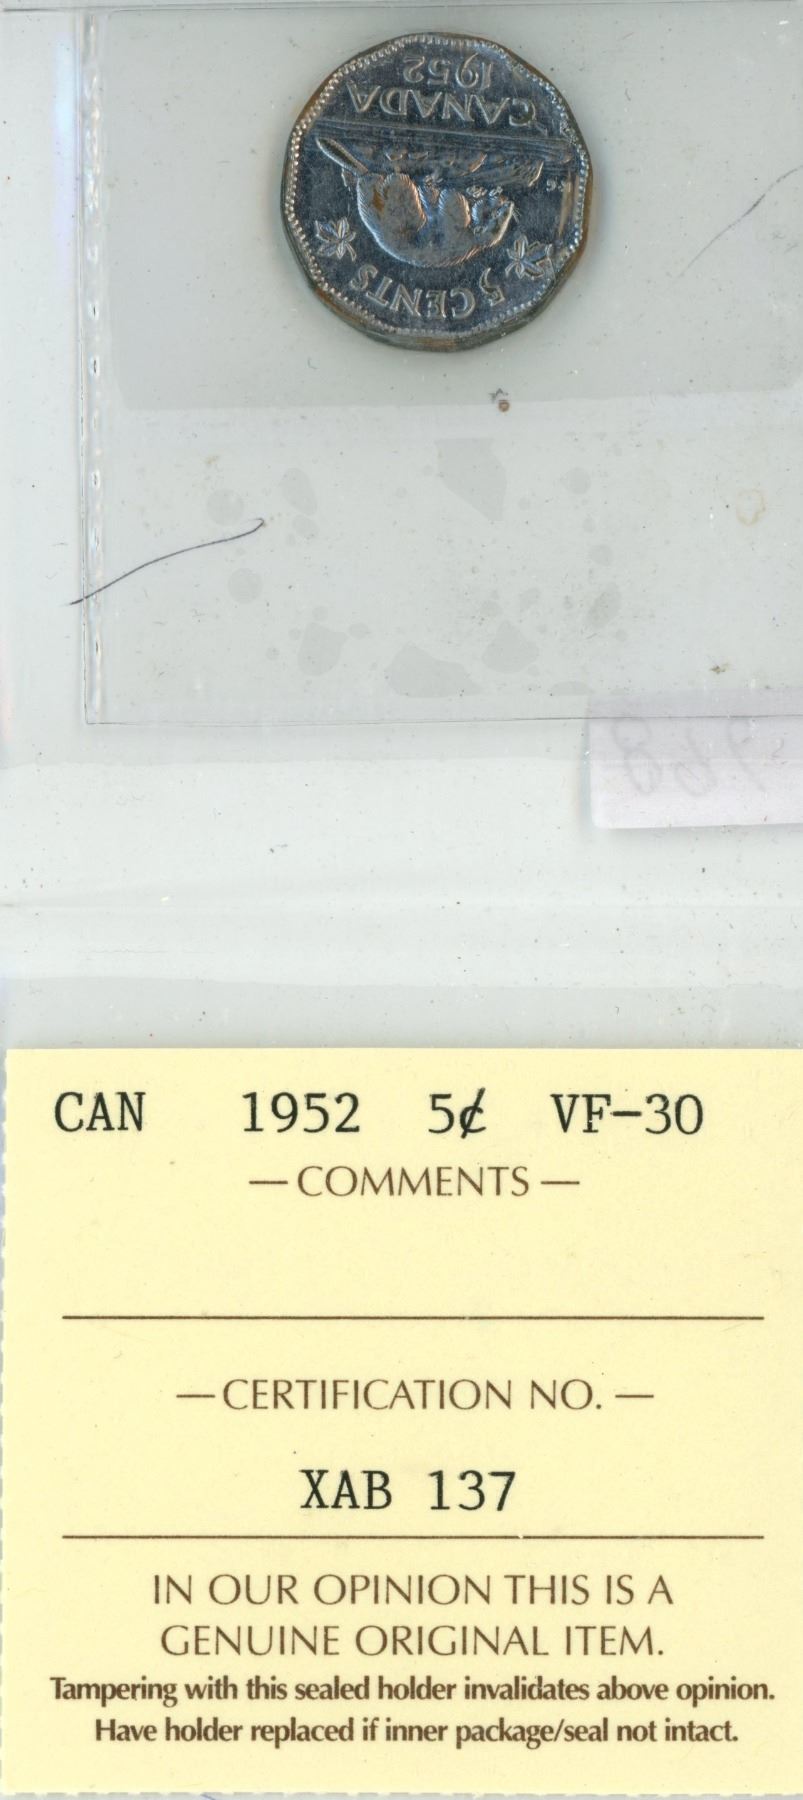 5 CENTS
KG
CANADA
1952
968
CAN 1952 5¢ VF-30
— COMMENTS —
— CERTIFICATION NO. —
XAB 137
IN OUR OPINION THIS IS A
GENUINE ORIGINAL ITEM.
Tampering with this sealed holder invalidates above opinion.
Have holder replaced if inner package/seal not intact.